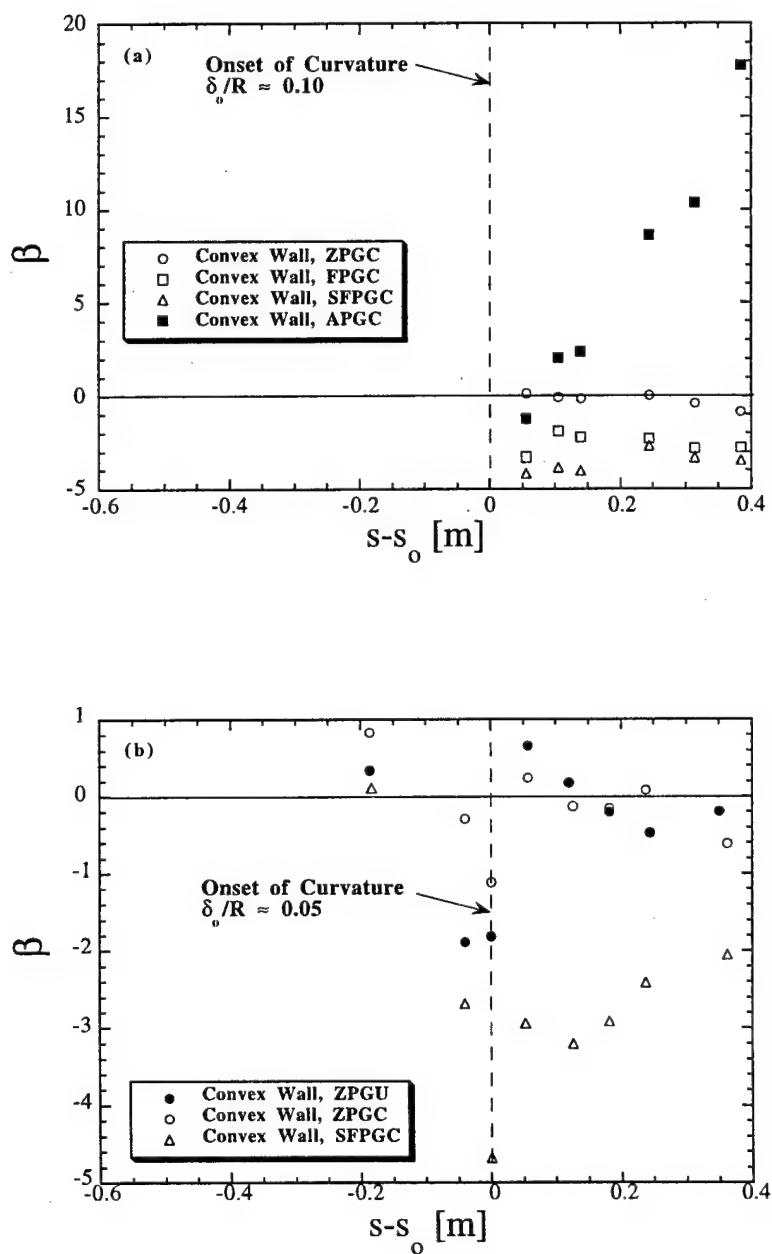 20
15
10
5
0
-5
β
(a)
Onset of Curvature
δo/R ≈ 0.10
Convex Wall, ZPGC
Convex Wall, FPGC
Convex Wall, SFPGC
Convex Wall, APGC
-0.6 -0.4 -0.2 0 0.2 0.4
s-so [m]
1
0
-1
-2
-3
-4
-5
β
(b)
Onset of Curvature
δo/R ≈ 0.05
Convex Wall, ZPGU
Convex Wall, ZPGC
Convex Wall, SFPGC
-0.6 -0.4 -0.2 0 0.2 0.4
s-so [m]